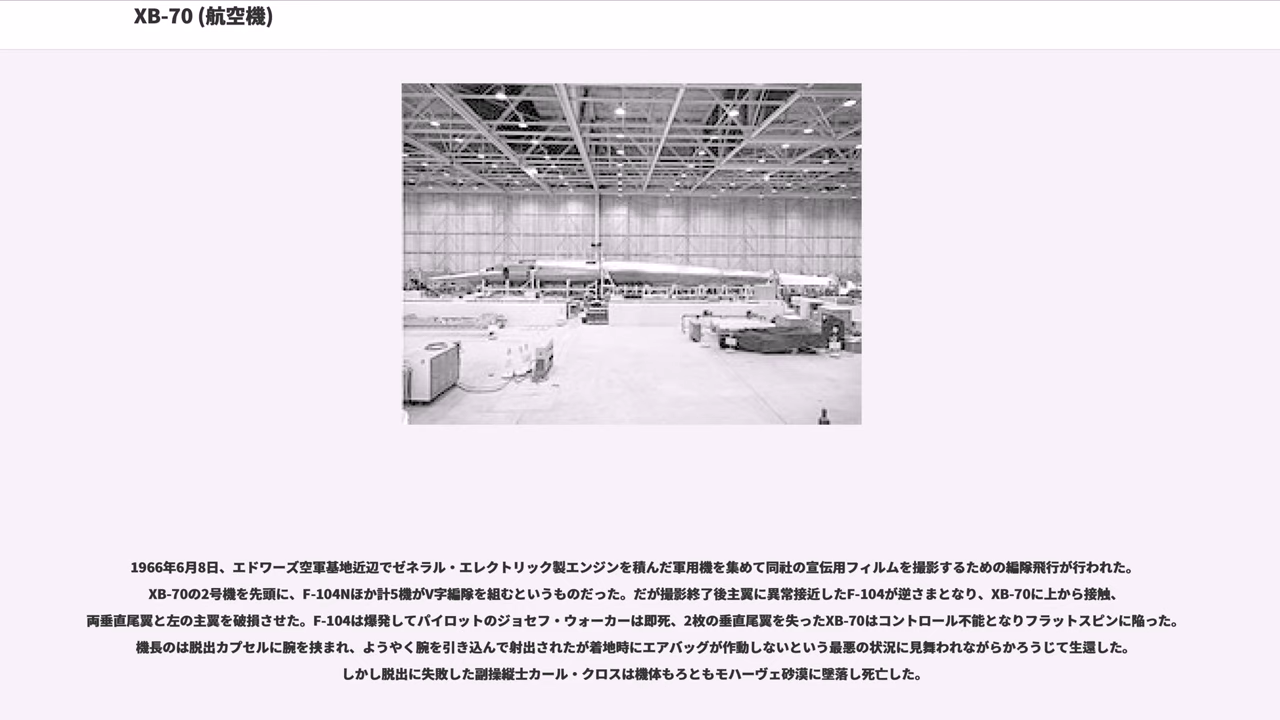 XB-70 (航空機)
1966年6月8日、エドワーズ空軍基地近辺でゼネラル・エレクトリック製エンジンを積んだ軍用機を集めて同社の宣伝用フィルムを撮影するための編隊飛行が行われた。
XB-70の2号機を先頭に、F-104Nほか計5機がV字編隊を組むというものだった。だが撮影終了後主翼に異常接近したF-104が逆さまとなり、XB-70に上から接触、
両垂直尾翼と左の主翼を破損させた。F-104は爆発してパイロットのジョセフ・ウォーカーは即死、2枚の垂直尾翼を失ったXB-70はコントロール不能となりフラットスピンに陥った。
機長のは脱出カプセルに腕を挟まれ、ようやく腕を引き込んで射出されたが着地時にエアバッグが作動しないという最悪の状況に見舞われながらかろうじて生還した。
しかし脱出に失敗した副操縦士カール・クロスは機体もろともモハーヴェ砂漠に墜落し死亡した。